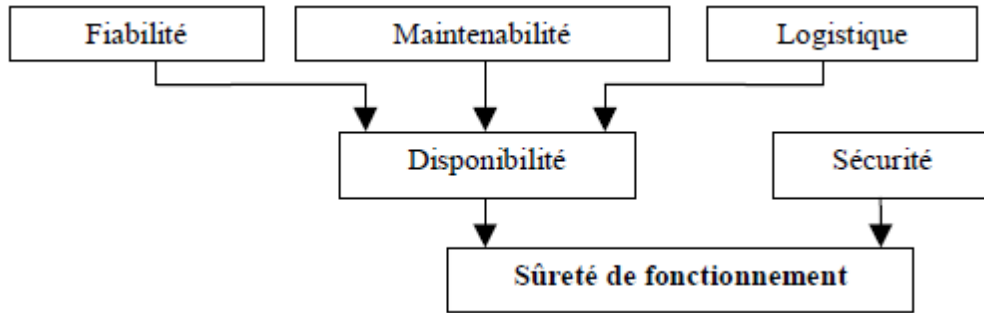 Fiabilité
Maintenabilité
Logistique
Disponibilité
Sécurité
Sûreté de fonctionnement